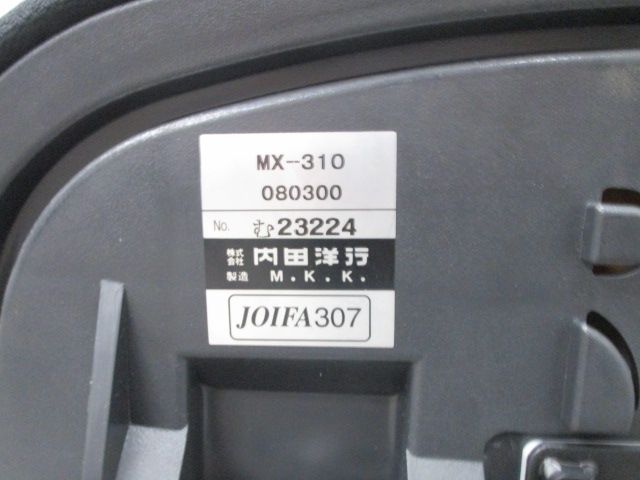 MX-310
080300
No. む23224
株式会社 内田洋行
製造 M.K.K.
JOIFA307